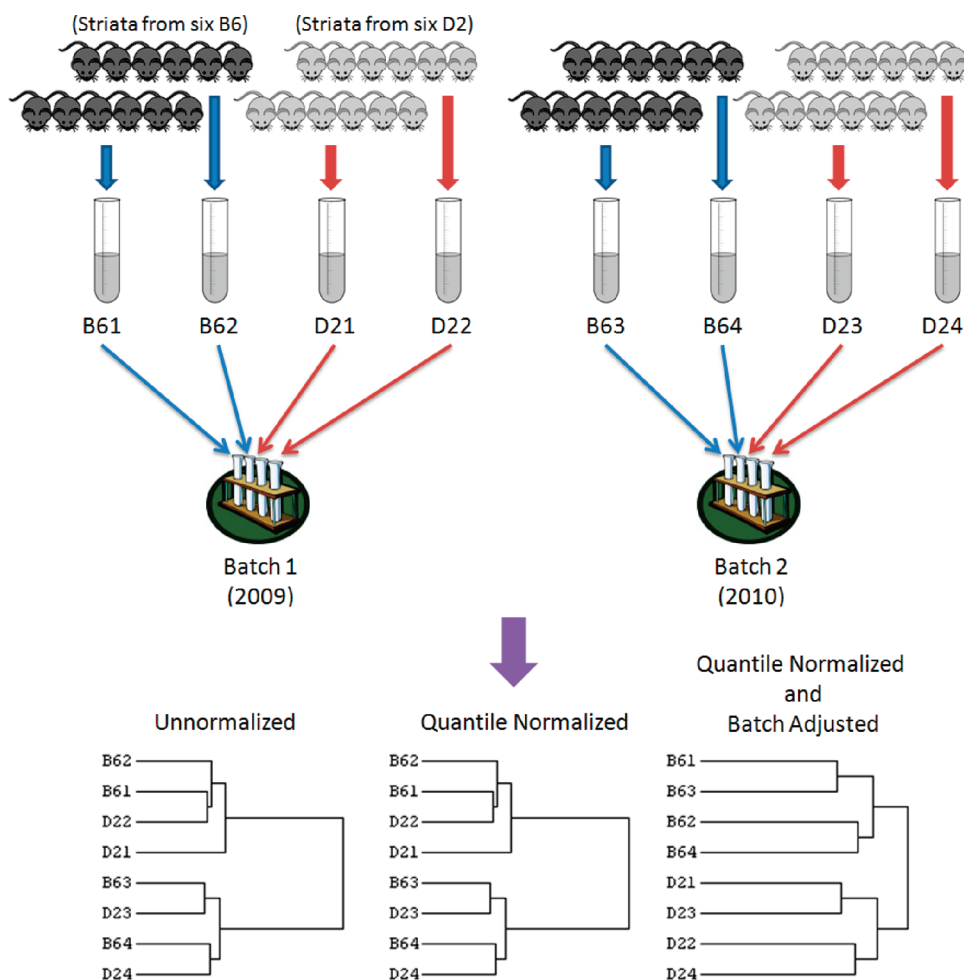 (Striata from six B6)
(Striata from six D2)
B61
B62
D21
D22
B63
B64
D23
D24
Batch 1
(2009)
Batch 2
(2010)
Unnormalized
B62
B61
D22
D21
B63
D23
B64
D24
Quantile Normalized
B62
B61
D22
D21
B63
D23
B64
D24
Quantile Normalized
and
Batch Adjusted
B61
B63
B62
B64
D21
D23
D22
D24